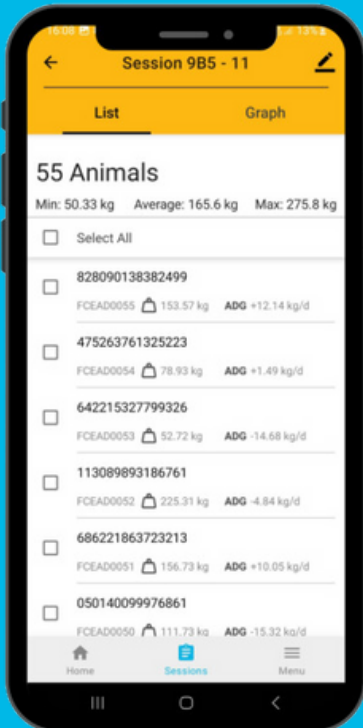 16:08
13%
Session 9B5 - 11
List Graph
55 Animals
Min: 50.33 kg Average: 165.6 kg Max: 275.8 kg
Select All
828090138382499
FCEAD0055 153.57 kg ADG +12.14 kg/d
475263761325223
FCEAD0054 78.93 kg ADG +1.49 kg/d
642215327799326
FCEAD0053 52.72 kg ADG -14.68 kg/d
113089893186761
FCEAD0052 225.31 kg ADG -4.84 kg/d
686221863723213
FCEAD0051 156.73 kg ADG +10.05 kg/d
050140099976861
FCEAD0050 111.73 kg ADG -15.32 kg/d
Home Sessions Menu